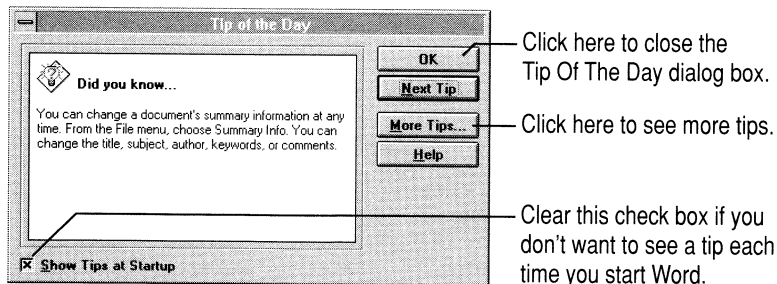 Tip of the Day
Did you know...
You can change a document's summary information at any
time. From the File menu, choose Summary Info. You can
change the title, subject, author, keywords, or comments.
OK
Next Tip
More Tips...
Help
Show Tips at Startup
Click here to close the
Tip Of The Day dialog box.
Click here to see more tips.
Clear this check box if you
don't want to see a tip each
time you start Word.